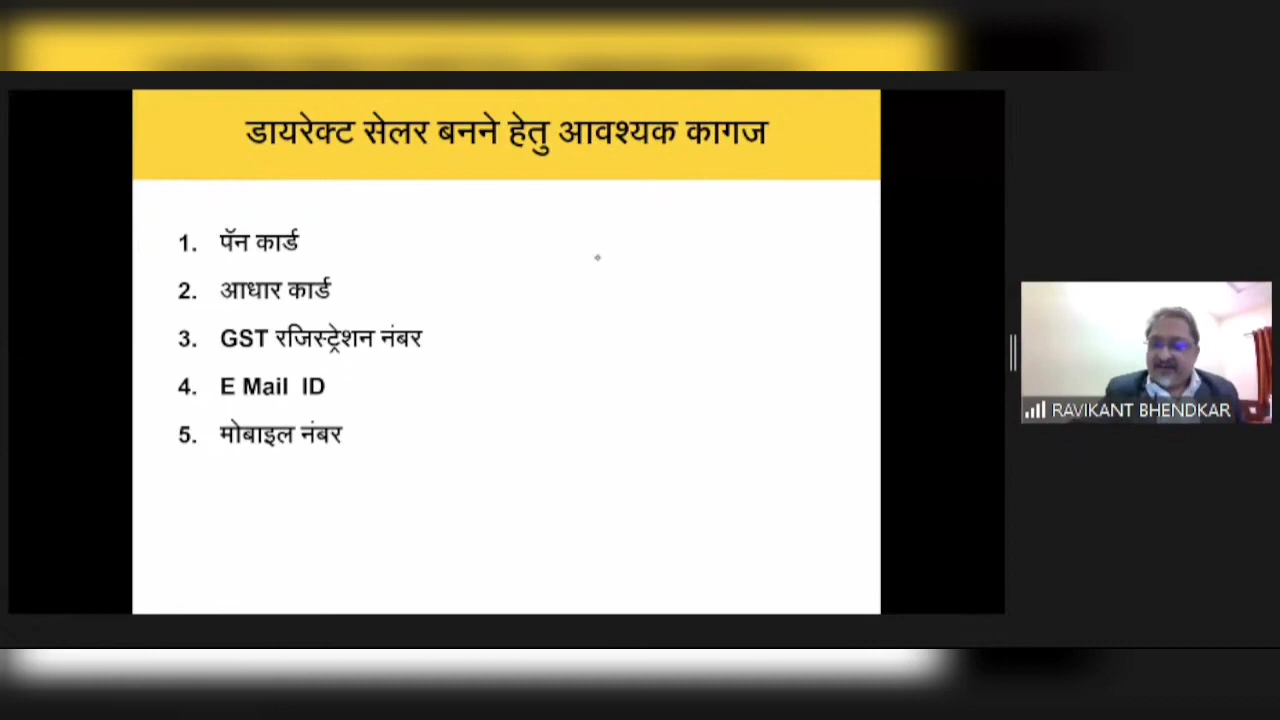 डायरेक्ट सेलर बनने हेतु आवश्यक कागज
1. पॅन कार्ड
2. आधार कार्ड
3. GST रजिस्ट्रेशन नंबर
4. E Mail ID
5. मोबाइल नंबर
RAVIKANT BHENDKAR